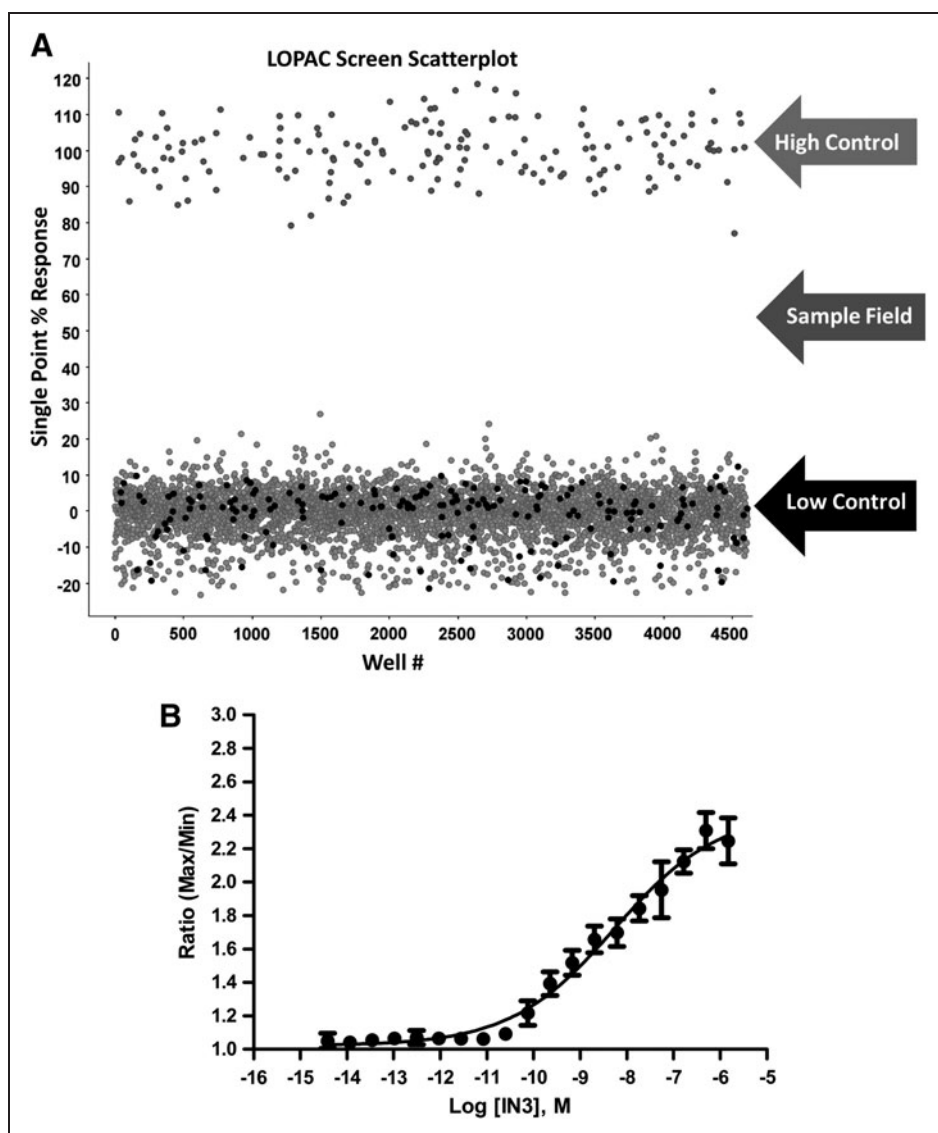 A
LOPAC Screen Scatterplot
120
110
100
90
80
70
60
50
40
30
20
10
0
-10
-20
Single Point % Response
0 500 1000 1500 2000 2500 3000 3500 4000 4500
Well #
High Control
Sample Field
Low Control
B
3.0
2.8
2.6
2.4
2.2
2.0
1.8
1.6
1.4
1.2
1.0
Ratio (Max/Min)
-16 -15 -14 -13 -12 -11 -10 -9 -8 -7 -6 -5
Log [IN3], M